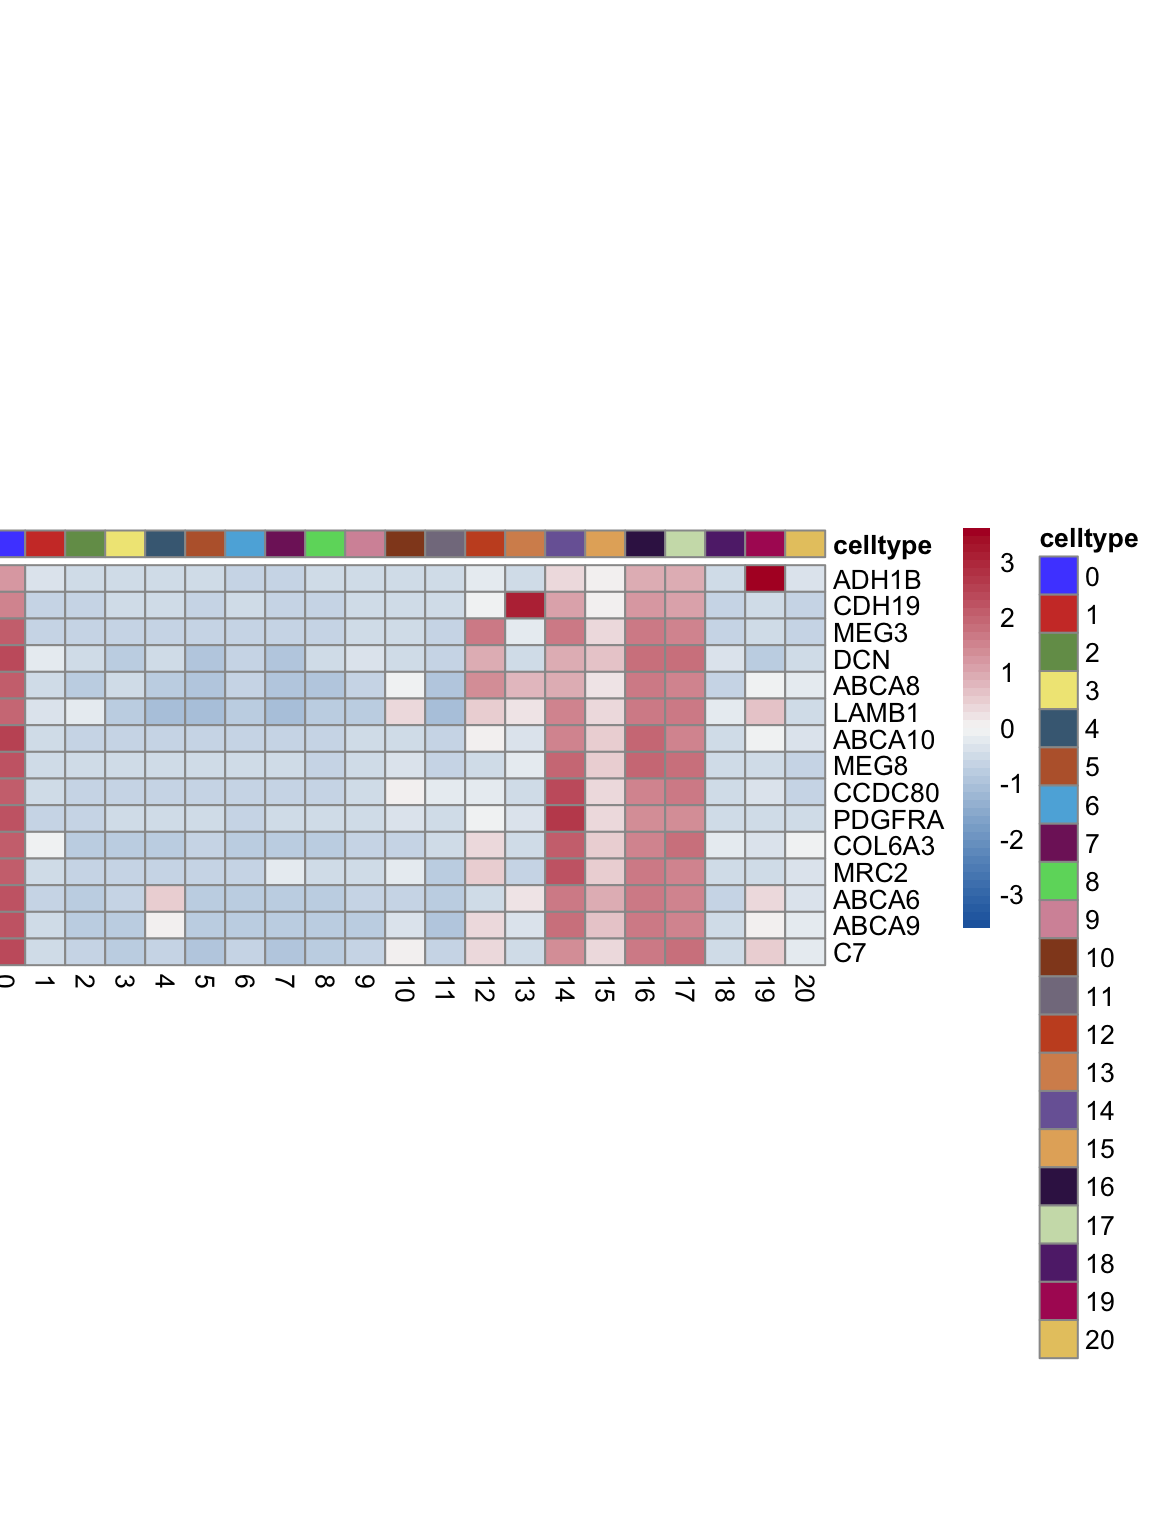 celltype
ADH1B
CDH19
MEG3
DCN
ABCA8
LAMB1
ABCA10
MEG8
CCDC80
PDGFRA
COL6A3
MRC2
ABCA6
ABCA9
C7
0 1 2 3 4 5 6 7 8 9 10 11 12 13 14 15 16 17 18 19 20
3
2
1
0
-1
-2
-3
celltype
0
1
2
3
4
5
6
7
8
9
10
11
12
13
14
15
16
17
18
19
20